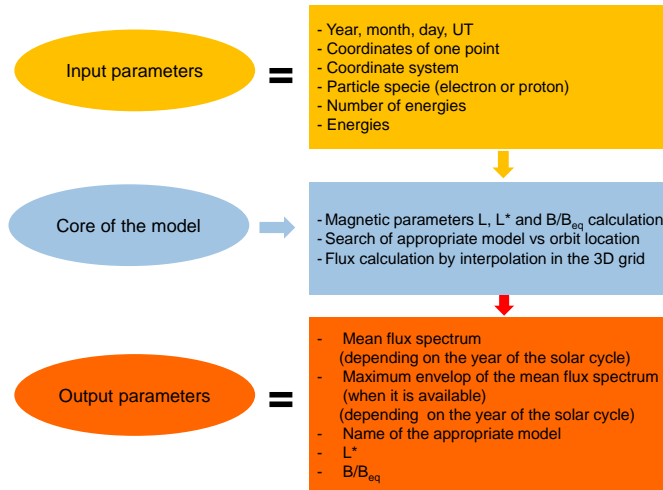 Input parameters
=
- Year, month, day, UT
- Coordinates of one point
- Coordinate system
- Particle specie (electron or proton)
- Number of energies
- Energies
Core of the model
- Magnetic parameters L, L* and B/Beq calculation
- Search of appropriate model vs orbit location
- Flux calculation by interpolation in the 3D grid
Output parameters
=
- Mean flux spectrum
(depending on the year of the solar cycle)
- Maximum envelop of the mean flux spectrum
(when it is available)
(depending on the year of the solar cycle)
- Name of the appropriate model
- L*
- B/Beq